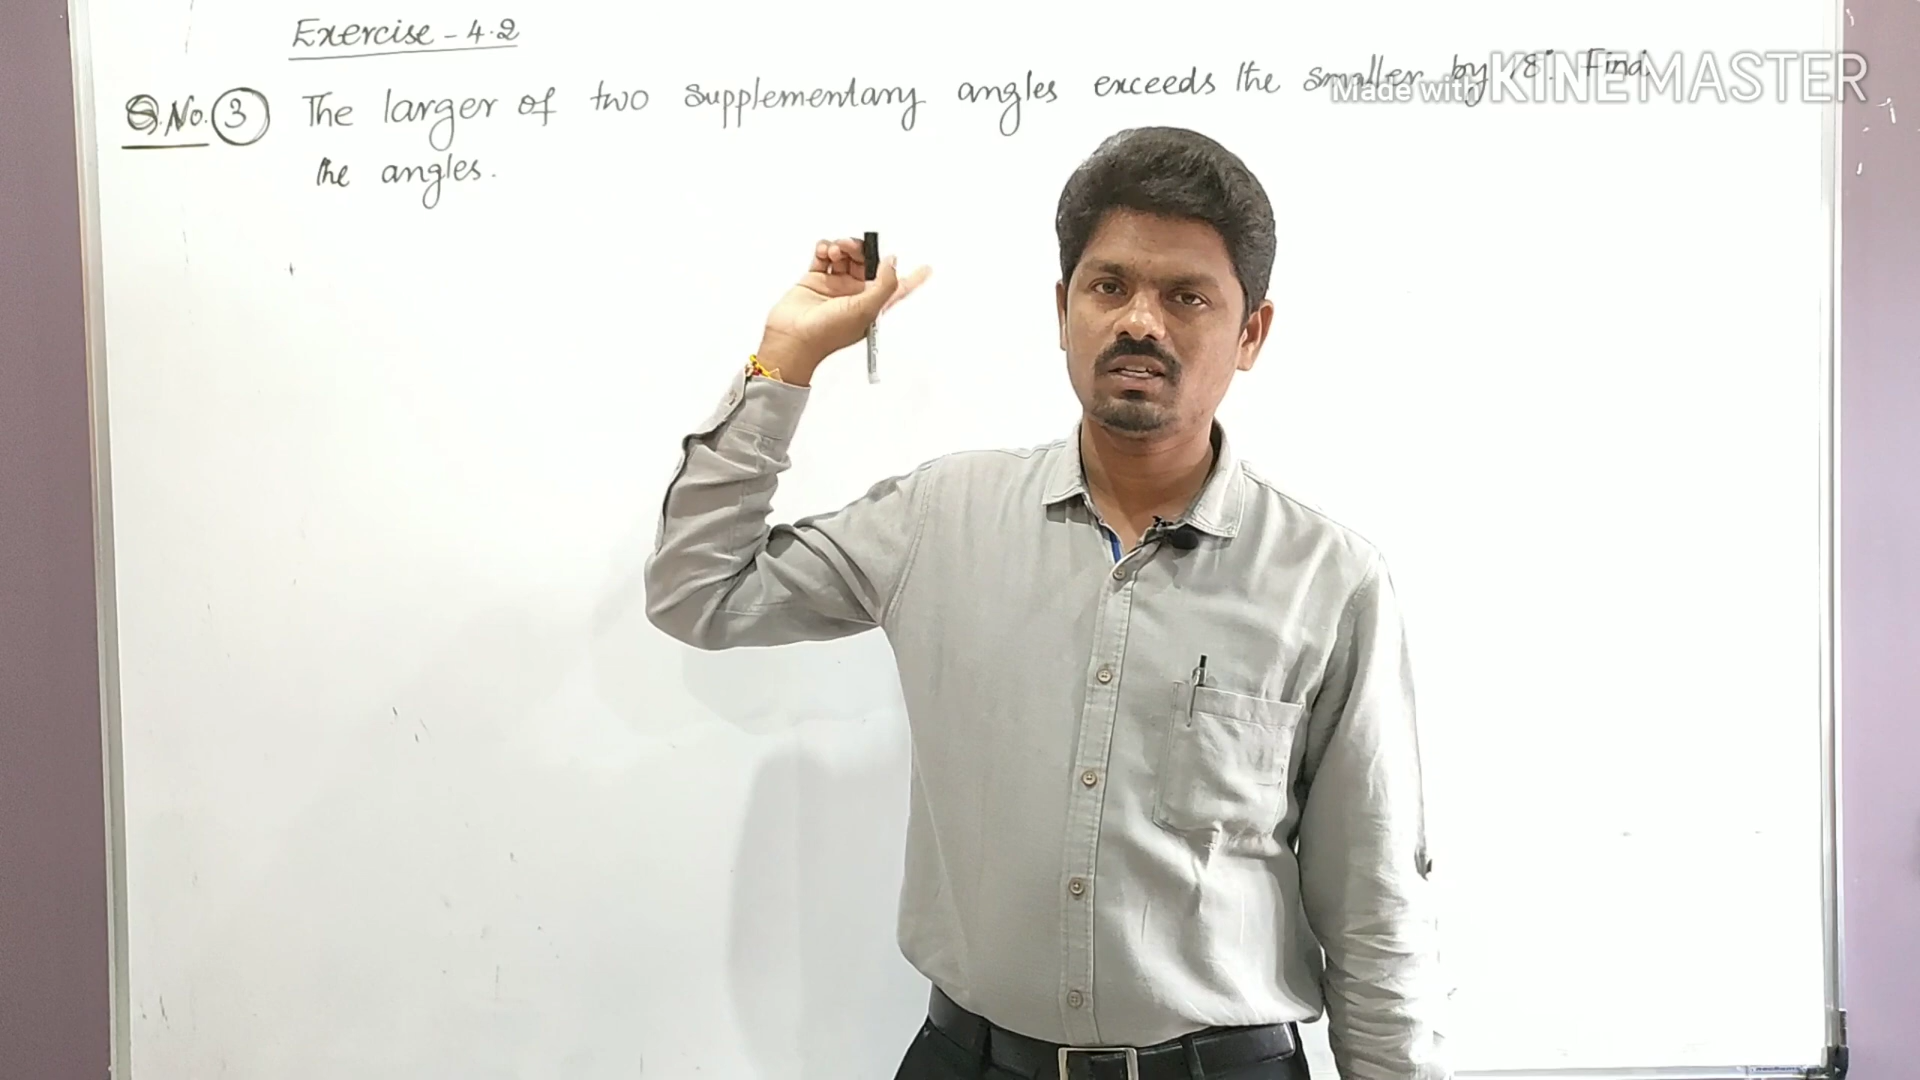 Exercise - 4.2
Q.No. 3 The larger of two supplementary angles exceeds the smaller by 18°. Find
the angles.
Made with KINEMASTER